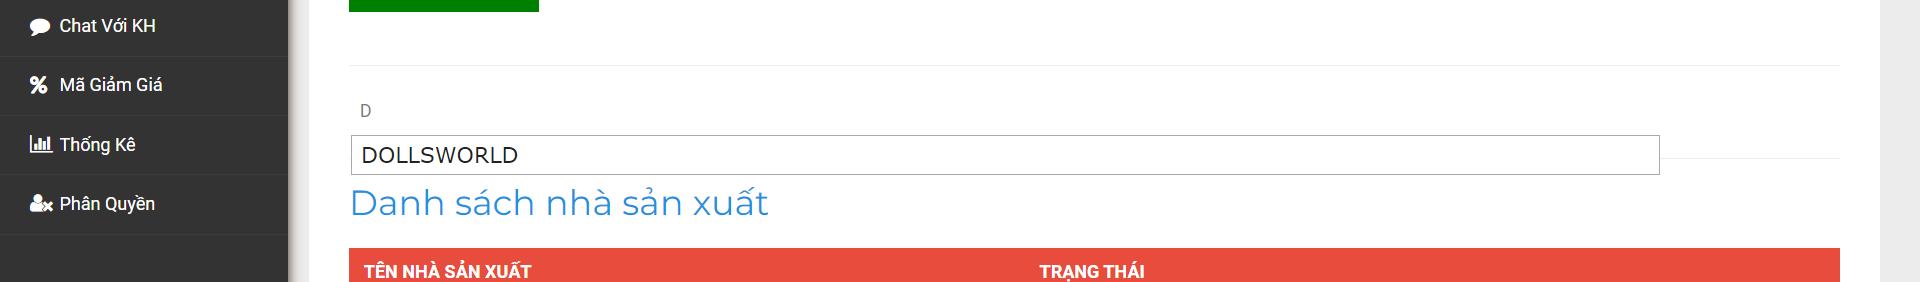 Chat Với KH
Mã Giảm Giá
Thống Kê
Phân Quyền
D
DOLLSWORLD
Danh sách nhà sản xuất
TÊN NHÀ SẢN XUẤT
TRẠNG THÁI